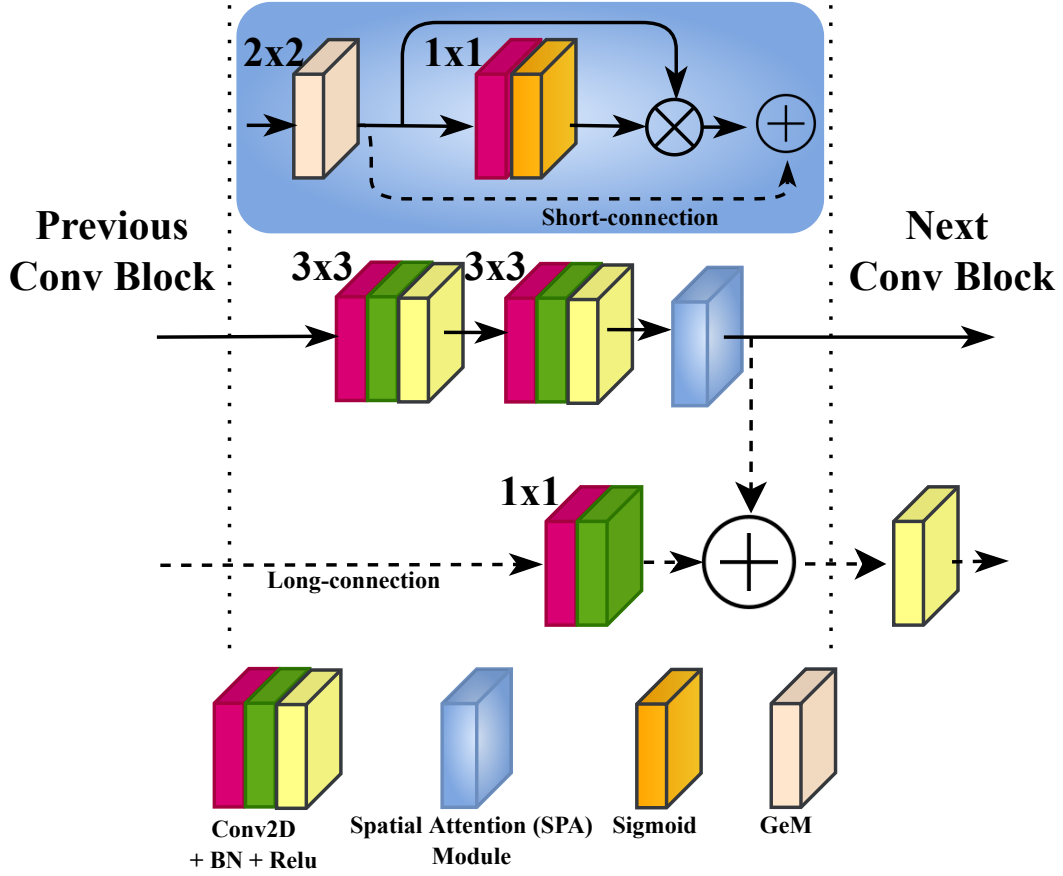 2x2
1x1
Short-connection
Previous
Conv Block
Next
Conv Block
3x3
3x3
1x1
Long-connection
Conv2D
+ BN + Relu
Spatial Attention (SPA)
Module
Sigmoid
GeM